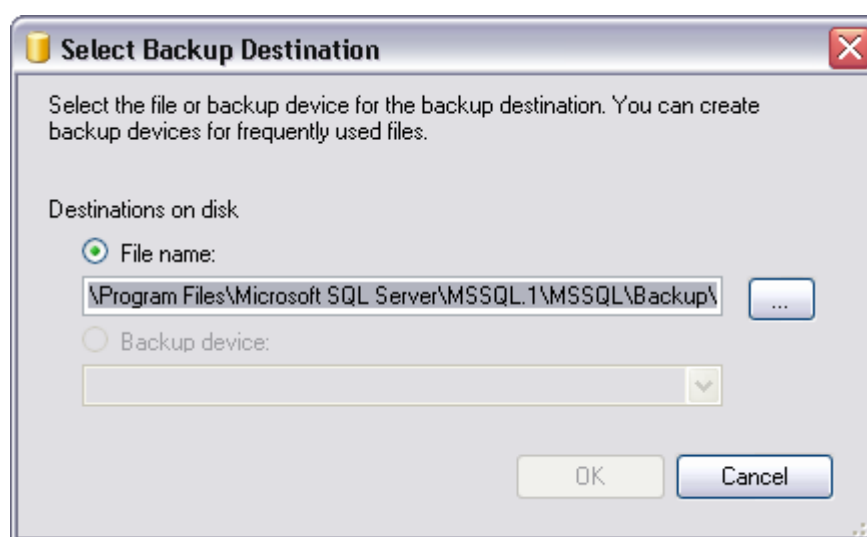 Select Backup Destination
Select the file or backup device for the backup destination. You can create
backup devices for frequently used files.
Destinations on disk
File name:
\Program Files\Microsoft SQL Server\MSSQL.1\MSSQL\Backup\
...
Backup device:
OK
Cancel